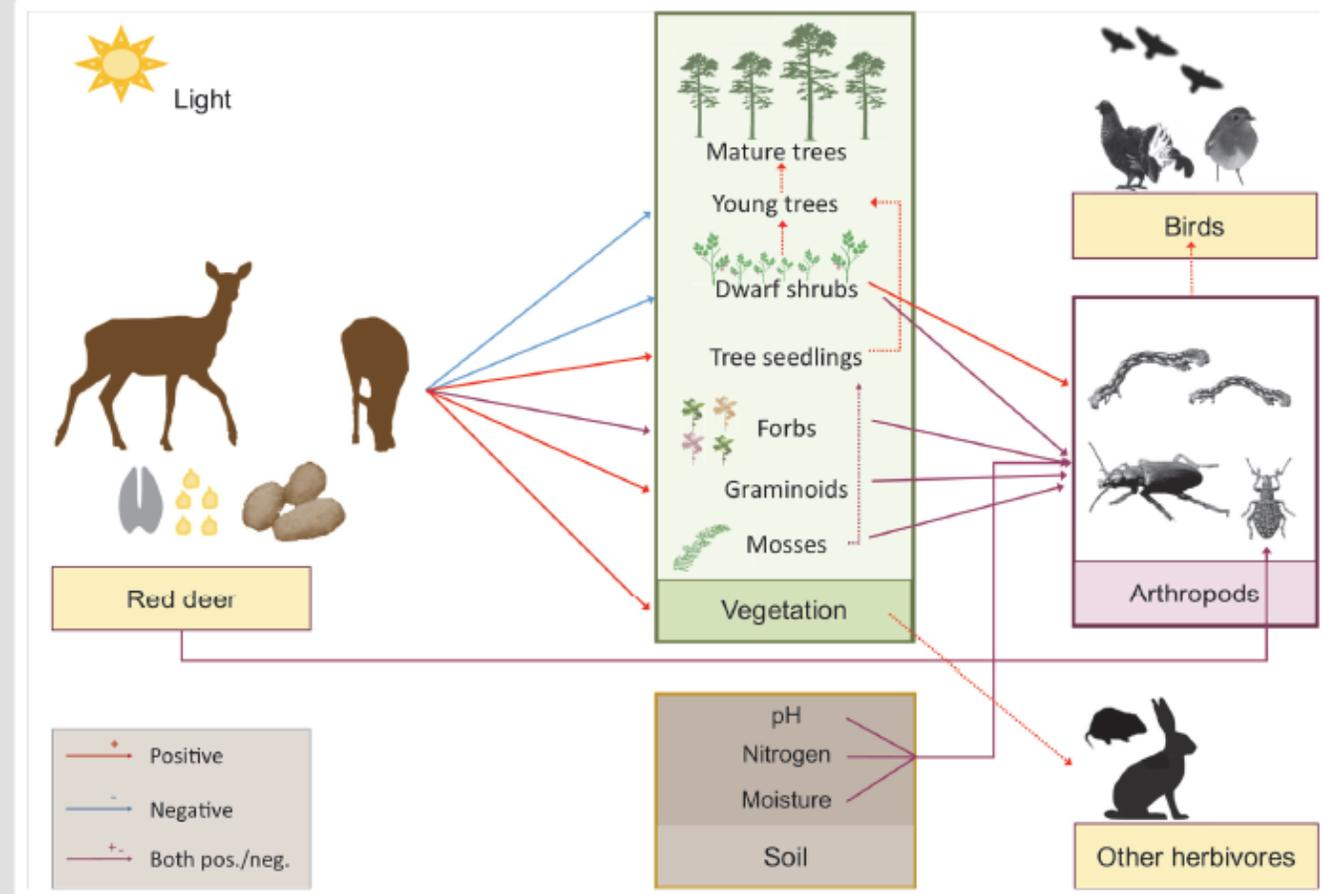 Light
Mature trees
Young trees
Dwarf shrubs
Tree seedlings
Forbs
Graminoids
Mosses
Vegetation
Birds
Arthropods
Red deer
+
Positive
-
Negative
+-
Both pos./neg.
pH
Nitrogen
Moisture
Soil
Other herbivores